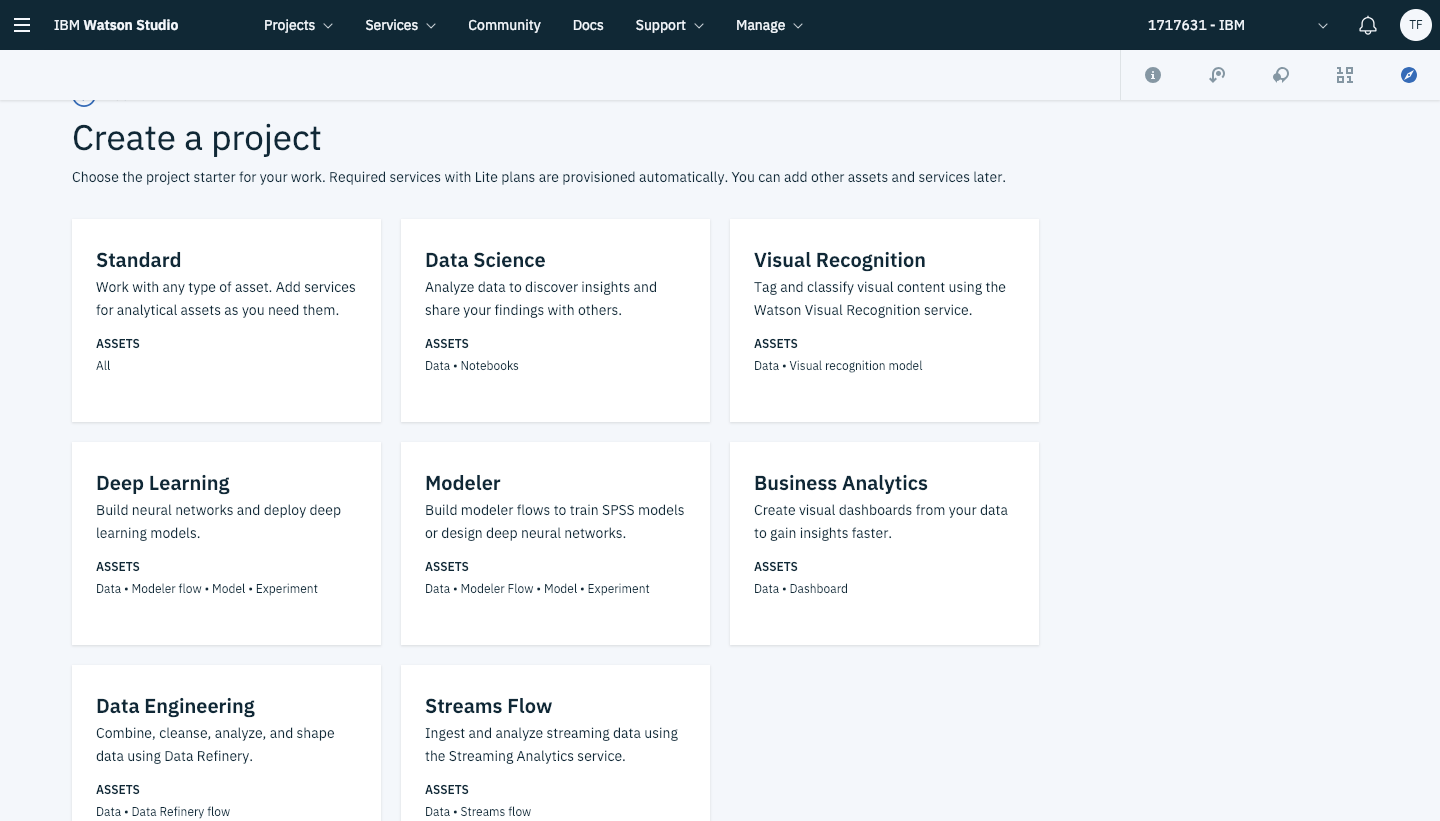 IBM Watson Studio Projects Services Community Docs Support Manage 1717631 - IBM TF
Create a project
Choose the project starter for your work. Required services with Lite plans are provisioned automatically. You can add other assets and services later.
Standard
Work with any type of asset. Add services
for analytical assets as you need them.
ASSETS
All
Data Science
Analyze data to discover insights and
share your findings with others.
ASSETS
Data • Notebooks
Visual Recognition
Tag and classify visual content using the
Watson Visual Recognition service.
ASSETS
Data • Visual recognition model
Deep Learning
Build neural networks and deploy deep
learning models.
ASSETS
Data • Modeler flow • Model • Experiment
Modeler
Build modeler flows to train SPSS models
or design deep neural networks.
ASSETS
Data • Modeler Flow • Model • Experiment
Business Analytics
Create visual dashboards from your data
to gain insights faster.
ASSETS
Data • Dashboard
Data Engineering
Combine, cleanse, analyze, and shape
data using Data Refinery.
ASSETS
Data • Data Refinery flow
Streams Flow
Ingest and analyze streaming data using
the Streaming Analytics service.
ASSETS
Data • Streams flow